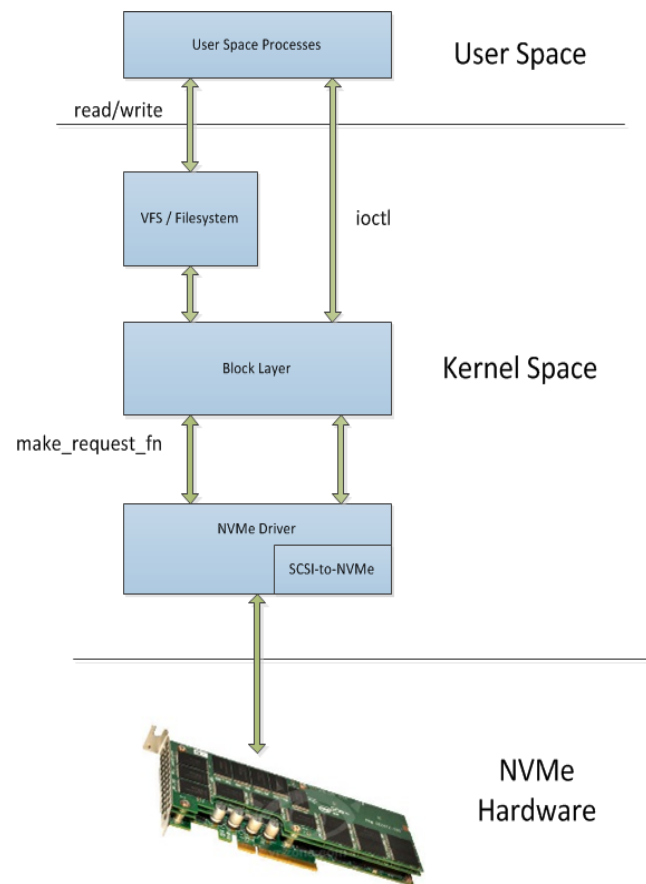 User Space Processes
User Space
read/write
VFS / Filesystem
ioctl
Block Layer
Kernel Space
make_request_fn
NVMe Driver
SCSI-to-NVMe
NVMe
Hardware